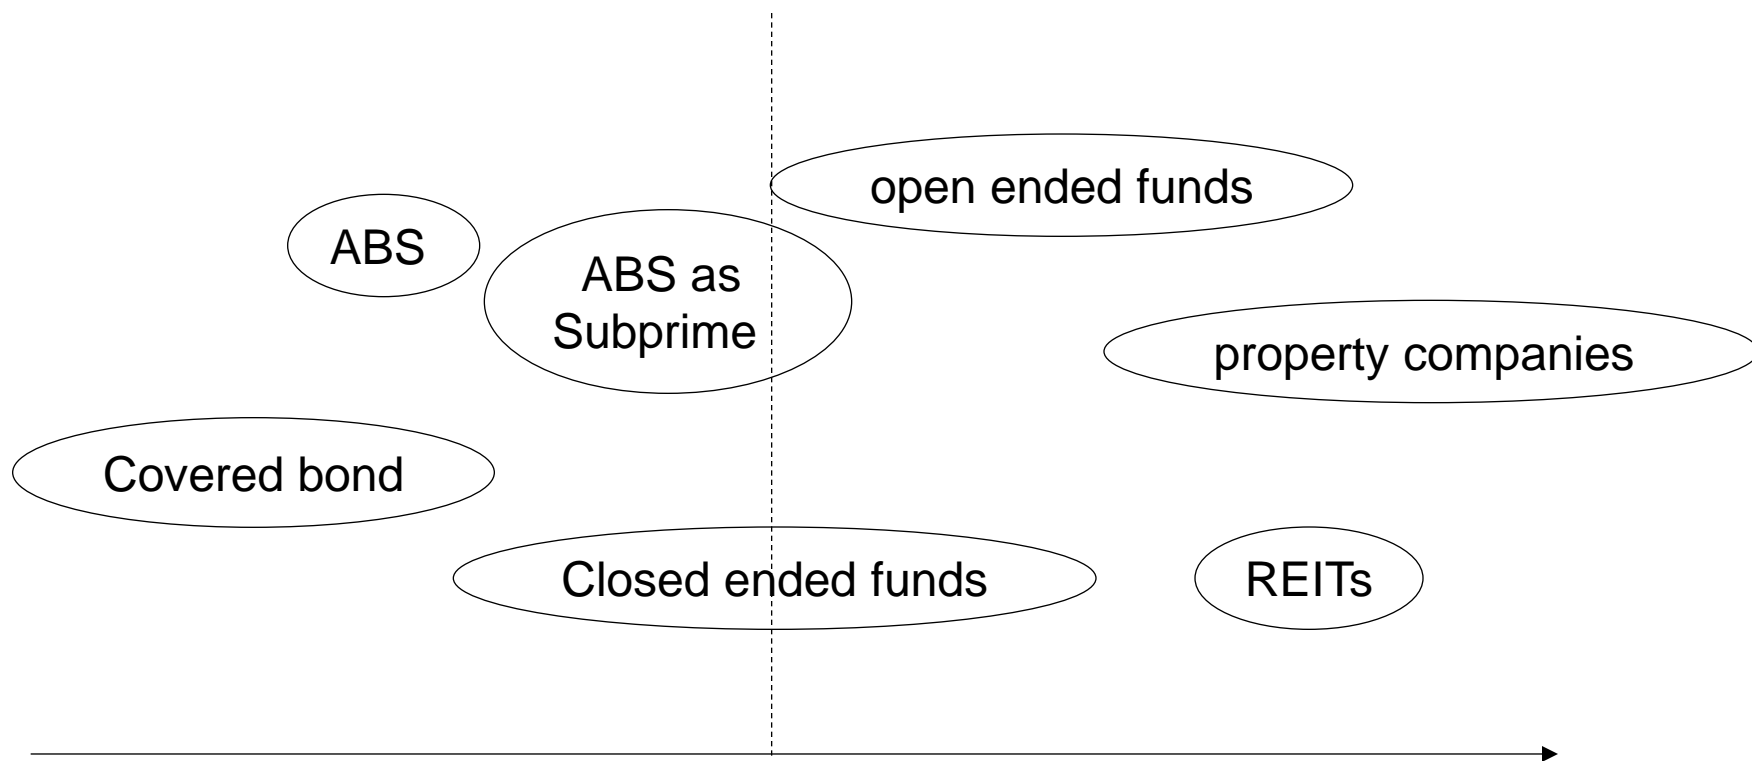 open ended funds
ABS
ABS as
Subprime
property companies
Covered bond
Closed ended funds
REITs